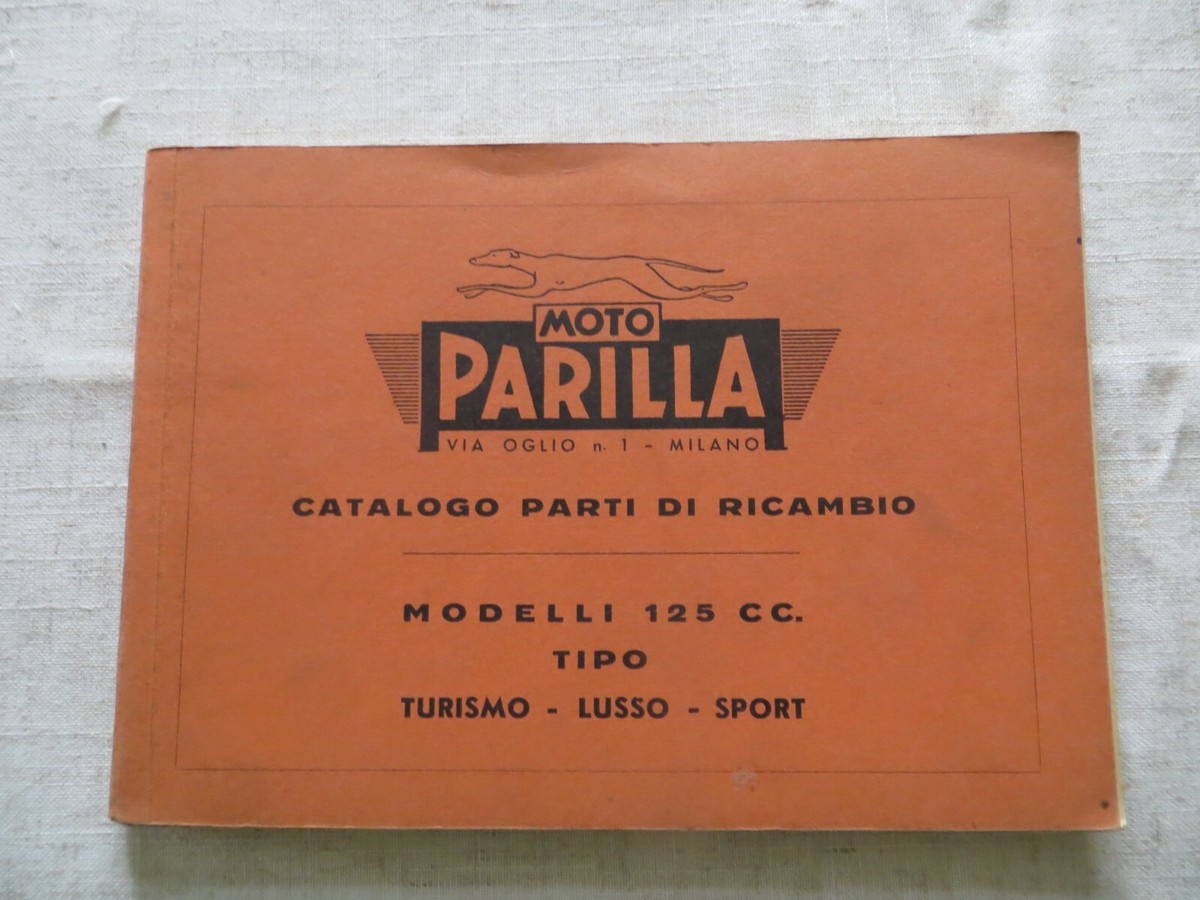 MOTO
PARILLA
VIA OGLIO n. 1 - MILANO
CATALOGO PARTI DI RICAMBIO
MODELLI 125 CC.
TIPO
TURISMO - LUSSO - SPORT